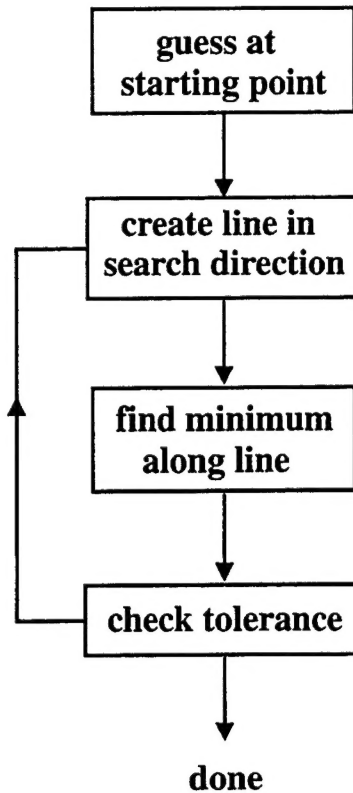 guess at
starting point
create line in
search direction
find minimum
along line
check tolerance
done